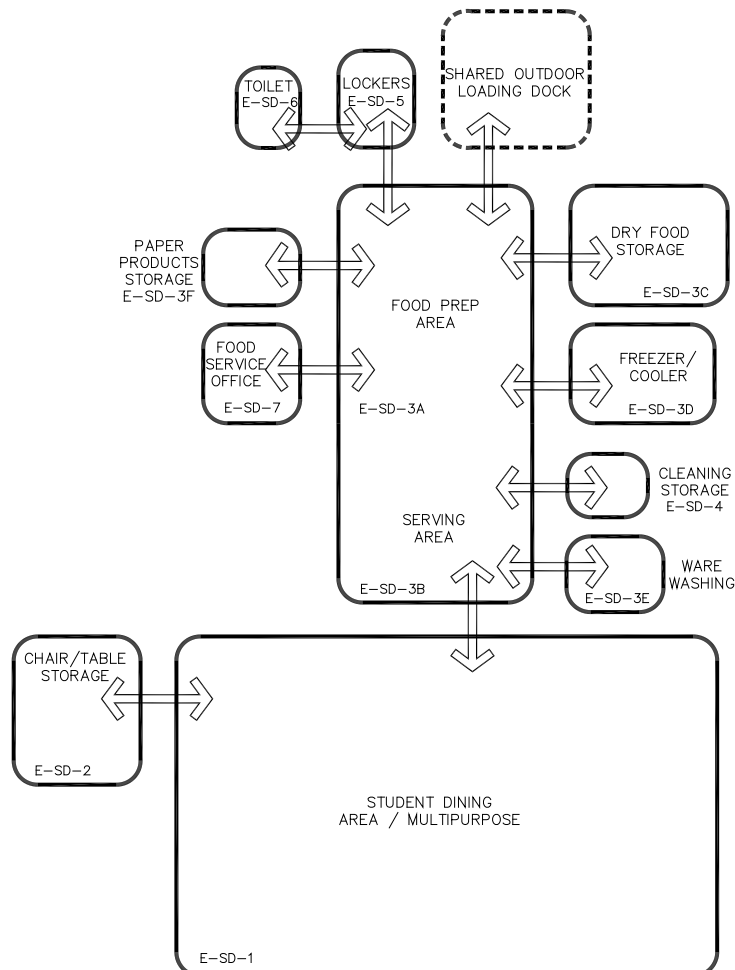 TOILET
E-SD-6
LOCKERS
E-SD-5
SHARED OUTDOOR
LOADING DOCK
PAPER
PRODUCTS
STORAGE
E-SD-3F
DRY FOOD
STORAGE
E-SD-3C
FOOD PREP
AREA
FOOD
SERVICE
OFFICE
E-SD-7
E-SD-3A
FREEZER/
COOLER
E-SD-3D
CLEANING
STORAGE
E-SD-4
SERVING
AREA
E-SD-3B
WARE
WASHING
E-SD-3E
CHAIR/TABLE
STORAGE
E-SD-2
STUDENT DINING
AREA / MULTIPURPOSE
E-SD-1